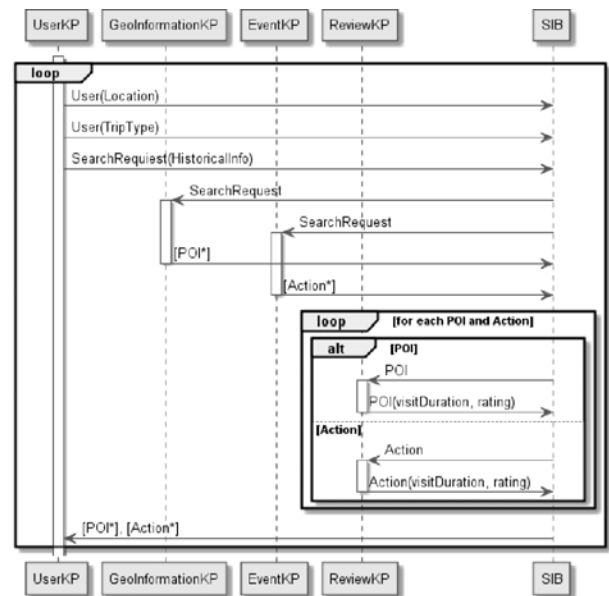 UserKP GeoInformationKP EventKP ReviewKP SIB
loop
User(Location)
User(TripType)
SearchRequiest(HistoricalInfo)
SearchRequest
SearchRequest
[POI*]
[Action*]
loop [for each POI and Action]
alt [POI]
POI
POI(visitDuration, rating)
[Action]
Action
Action(visitDuration, rating)
[POI*], [Action*]
UserKP GeoInformationKP EventKP ReviewKP SIB